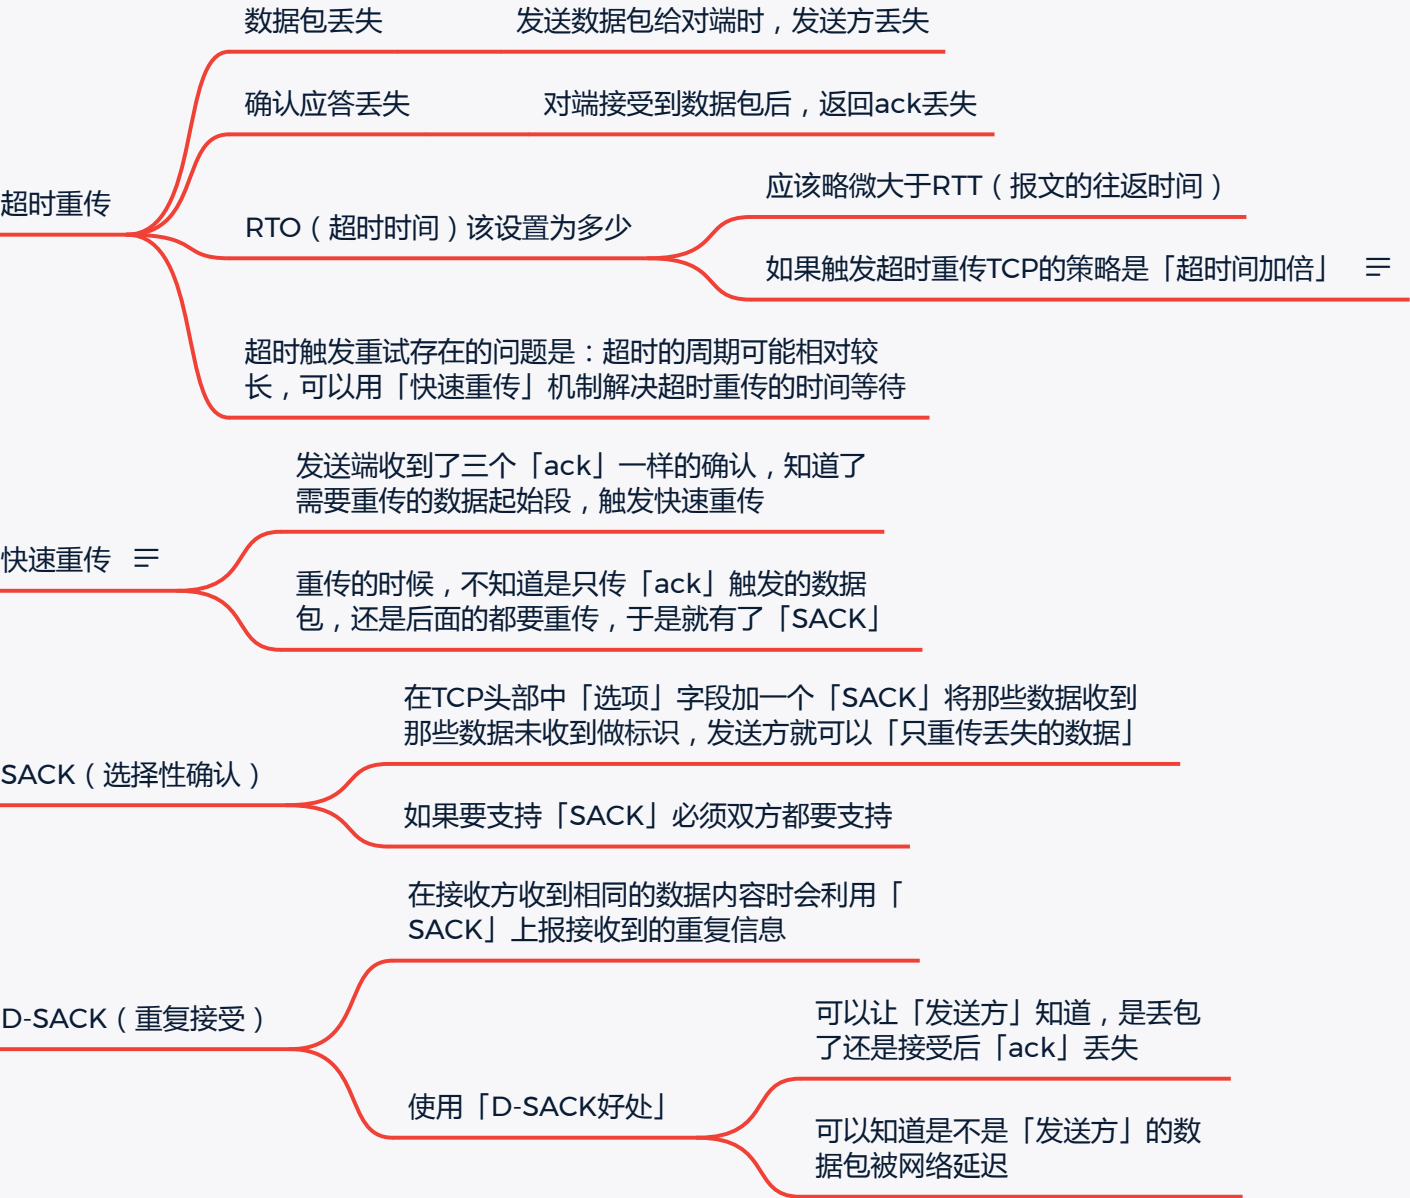 数据包丢失
发送数据包给对端时，发送方丢失
确认应答丢失
对端接受到数据包后，返回ack丢失
超时重传
RTO（超时时间）该设置为多少
应该略微大于RTT（报文的往返时间）
如果触发超时重传TCP的策略是「超时间加倍」
超时触发重试存在的问题是：超时的周期可能相对较
长，可以用「快速重传」机制解决超时重传的时间等待
快速重传
发送端收到了三个「ack」一样的确认，知道了
需要重传的数据起始段，触发快速重传
重传的时候，不知道是只传「ack」触发的数据
包，还是后面的都要重传，于是就有了「SACK」
SACK（选择性确认）
在TCP头部中「选项」字段加一个「SACK」将那些数据收到
那些数据未收到做标识，发送方就可以「只重传丢失的数据」
如果要支持「SACK」必须双方都要支持
D-SACK（重复接受）
在接收方收到相同的数据内容时会利用「
SACK」上报接收到的重复信息
使用「D-SACK好处」
可以让「发送方」知道，是丢包
了还是接受后「ack」丢失
可以知道是不是「发送方」的数
据包被网络延迟